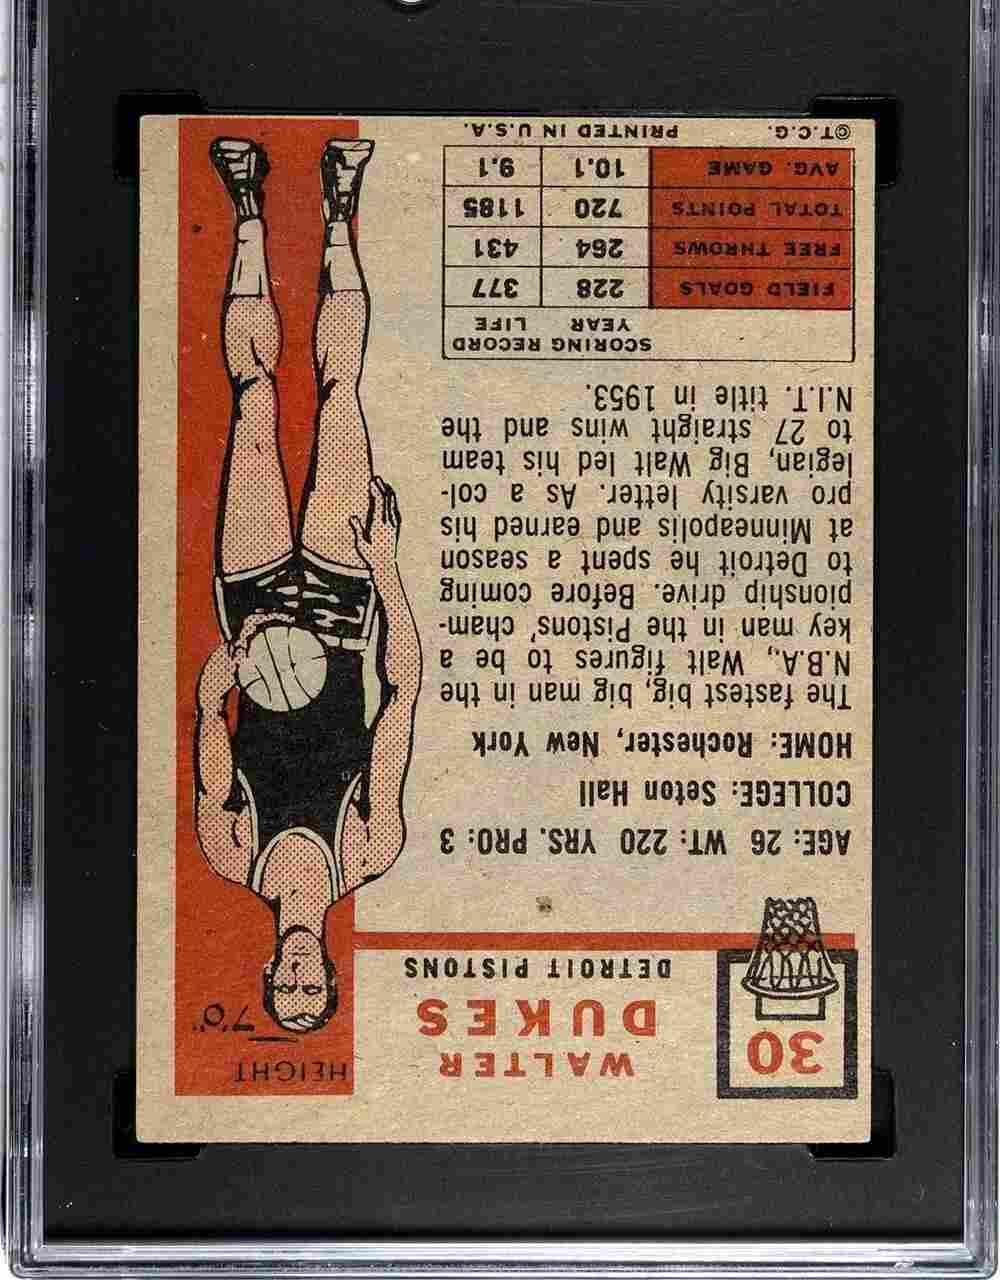 30
WALTER
DUKES
DETROIT PISTONS
HEIGHT
7'0"
AGE: 26 WT: 220 YRS. PRO: 3
COLLEGE: Seton Hall
HOME: Rochester, New York
The fastest big, big man in the
N.B.A., Walt figures to be a
key man in the Pistons' cham-
pionship drive. Before coming
to Detroit he spent a season
at Minneapolis and earned his
pro varsity letter. As a col-
legian, Big Walt led his team
to 27 straight wins and the
N.I.T. title in 1953.
SCORING RECORD
YEAR LIFE
FIELD GOALS 228 377
FREE THROWS 264 431
TOTAL POINTS 720 1185
AVG. GAME 10.1 9.1
©T.C.G. PRINTED IN U.S.A.